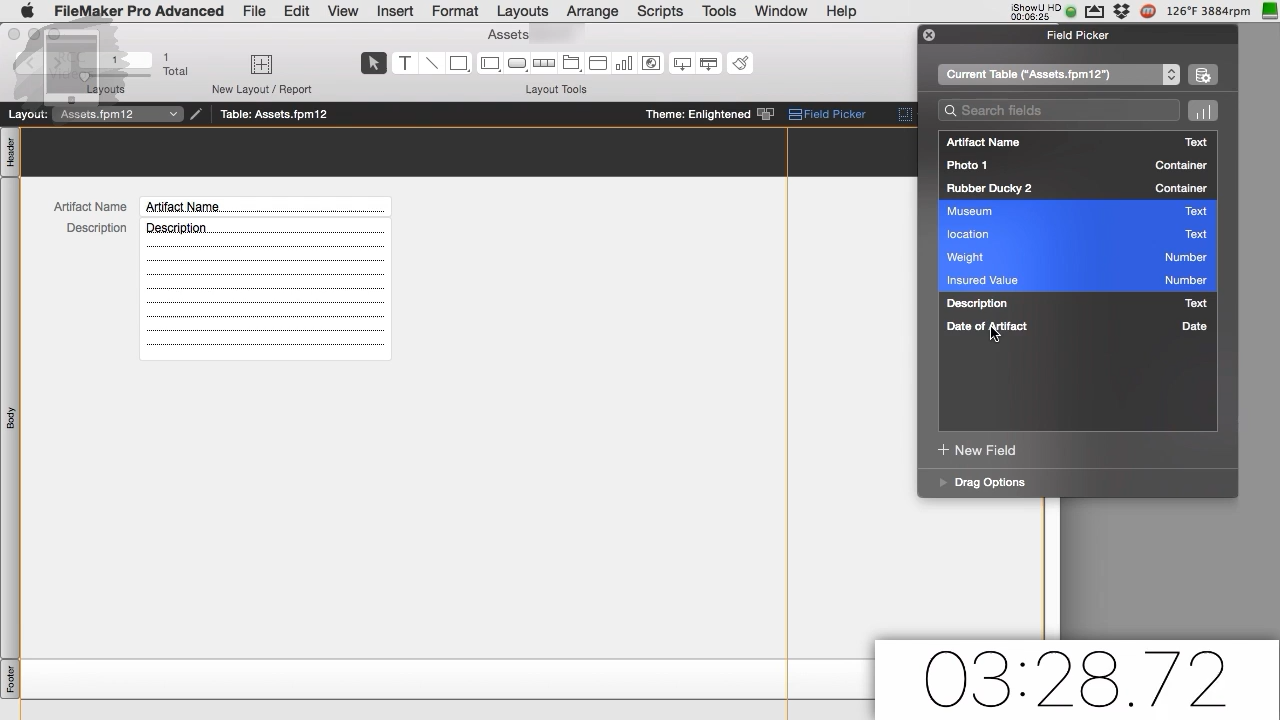 FileMaker Pro Advanced File Edit View Insert Format Layouts Arrange Scripts Tools Window Help iShowU HD 00:06:25 126°F 3884rpm
Assets
1
1
Total
Layouts
New Layout / Report
Layout Tools
Layout: Assets.fpm12 Table: Assets.fpm12 Theme: Enlightened Field Picker
Header
Artifact Name Artifact Name
Description Description
Body
Footer
Field Picker
Current Table ("Assets.fpm12")
Search fields
Artifact Name Text
Photo 1 Container
Rubber Ducky 2 Container
Museum Text
location Text
Weight Number
Insured Value Number
Description Text
Date of Artifact Date
+ New Field
Drag Options
03:28.72